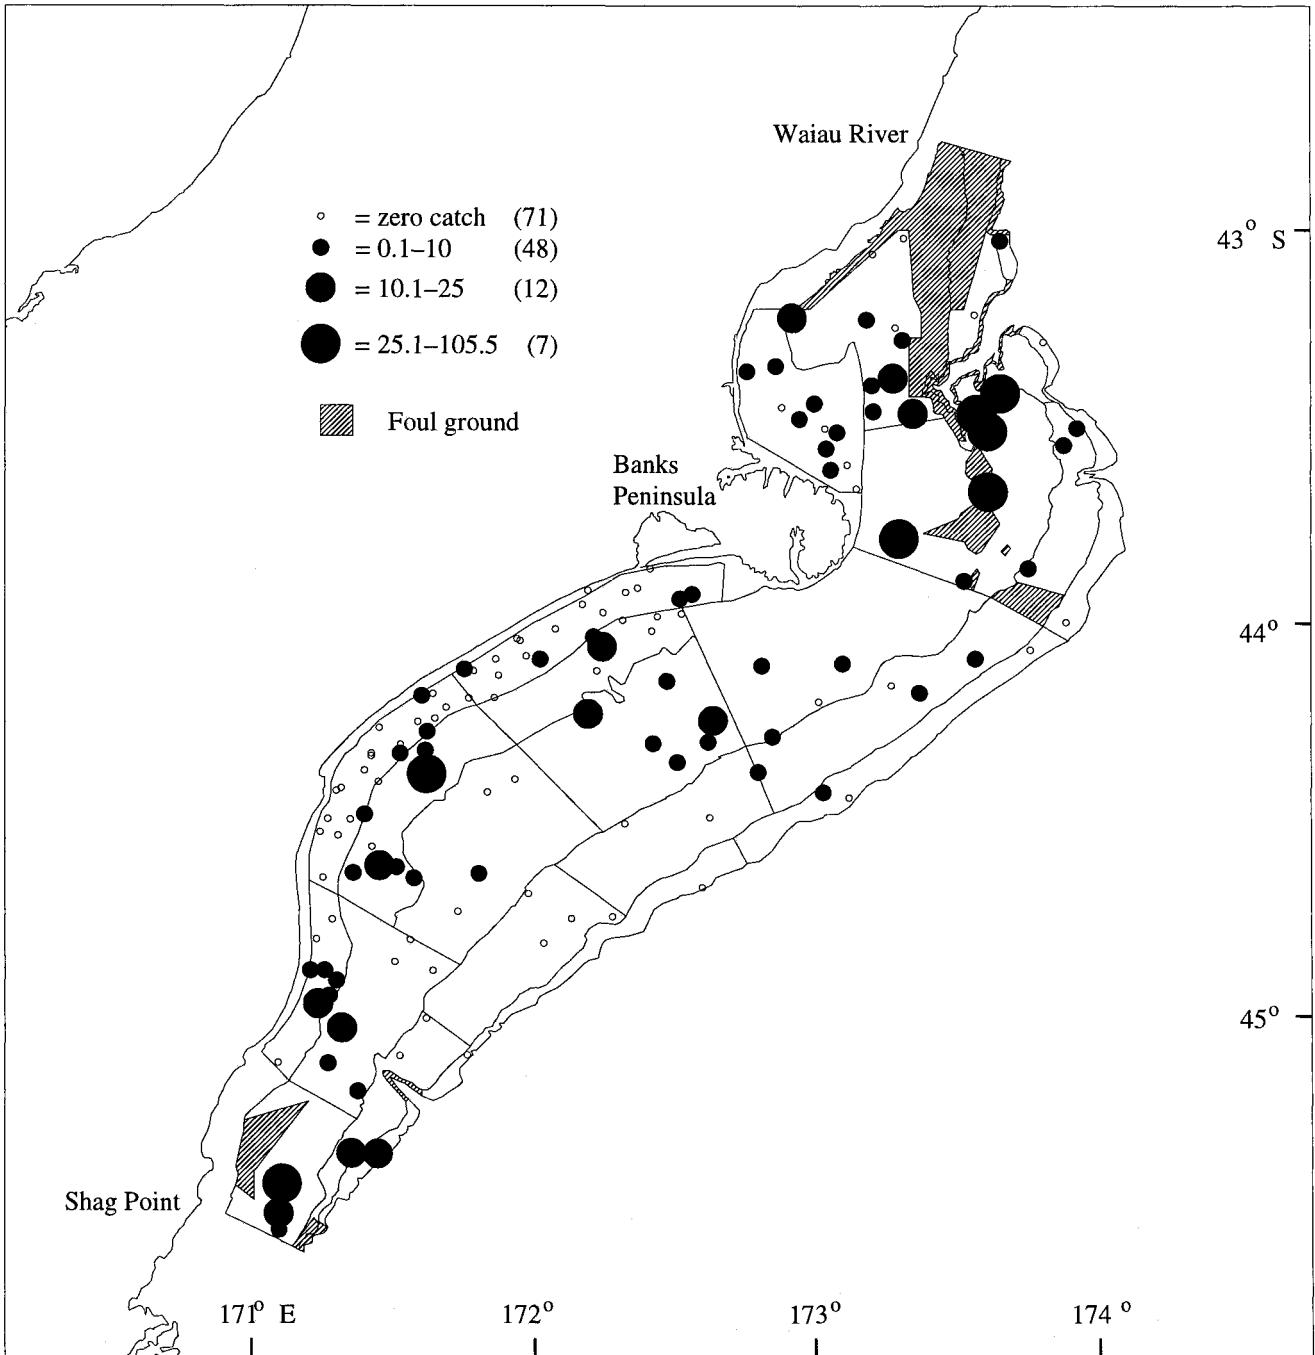 Waiau River
= zero catch (71)
= 0.1–10 (48)
= 10.1–25 (12)
= 25.1–105.5 (7)
Foul ground
43° S
Banks
Peninsula
44°
45°
Shag Point
171° E
172°
173°
174°